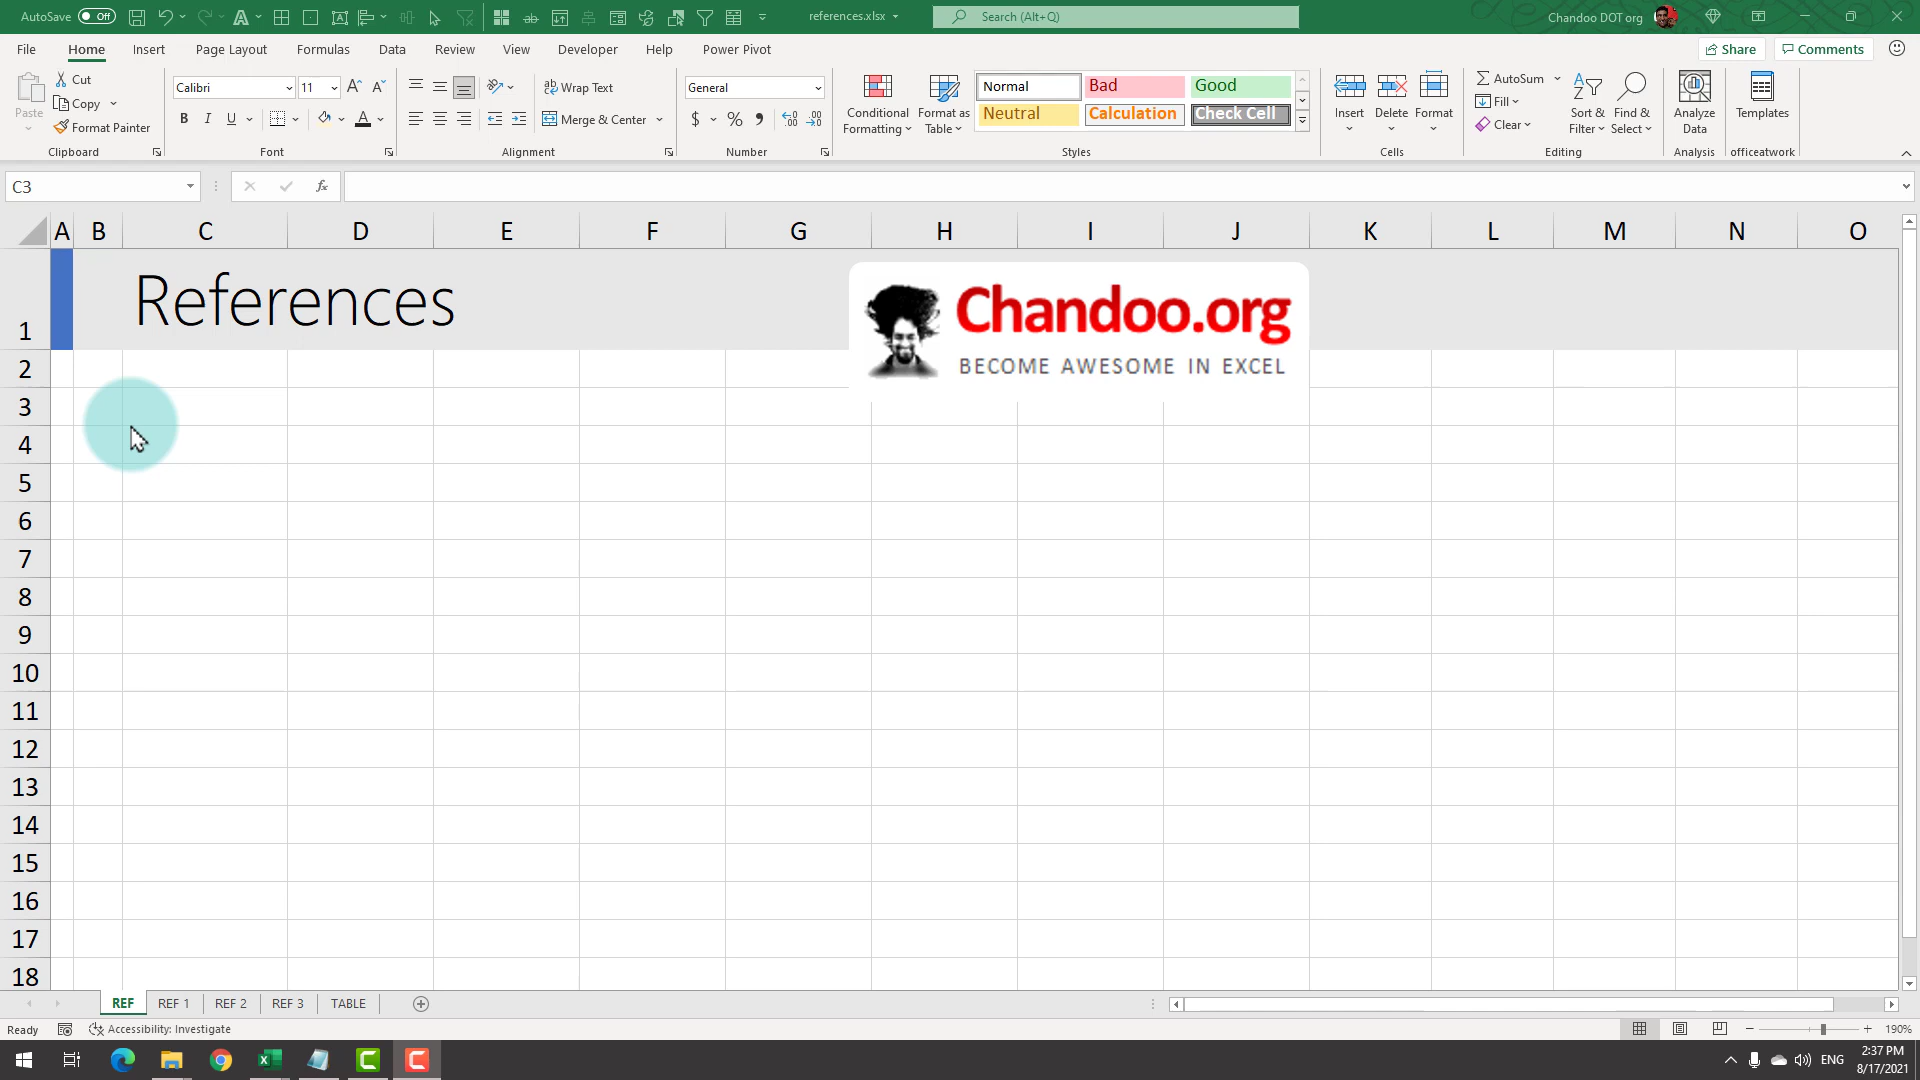 AutoSave Off references.xlsx Search (Alt+Q) Chandoo DOT org
File Home Insert Page Layout Formulas Data Review View Developer Help Power Pivot Share Comments
Paste
Cut
Copy
Format Painter
Clipboard
Calibri 11
B I U
Font
Wrap Text
Merge & Center
Alignment
General
$ % 9
Number
Conditional
Formatting
Format as
Table
Normal Bad Good
Neutral Calculation Check Cell
Styles
Insert Delete Format
Cells
AutoSum
Fill
Clear
Sort &
Filter
Find &
Select
Editing
Analyze
Data
Analysis
Templates
officeatwork
C3 fx
A B C D E F G H I J K L M N O
1 References
Chandoo.org
BECOME AWESOME IN EXCEL
2
3
4
5
6
7
8
9
10
11
12
13
14
15
16
17
18
REF REF 1 REF 2 REF 3 TABLE
Ready Accessibility: Investigate 190%
ENG
2:37 PM
8/17/2021